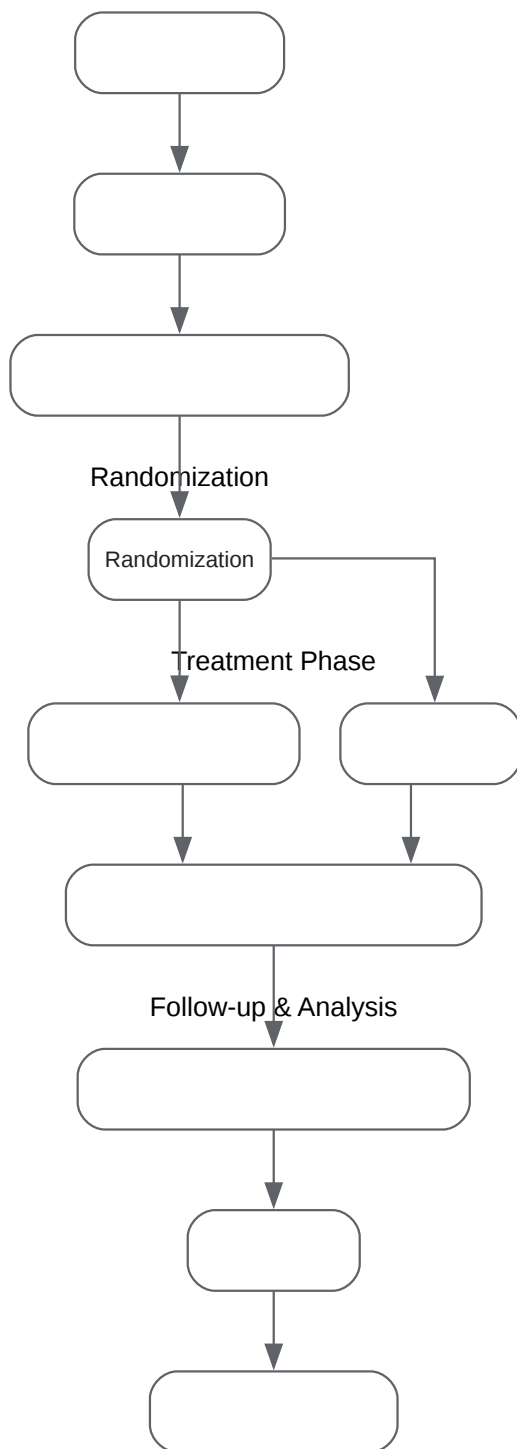 Randomization
Randomization
Treatment Phase
Follow-up & Analysis